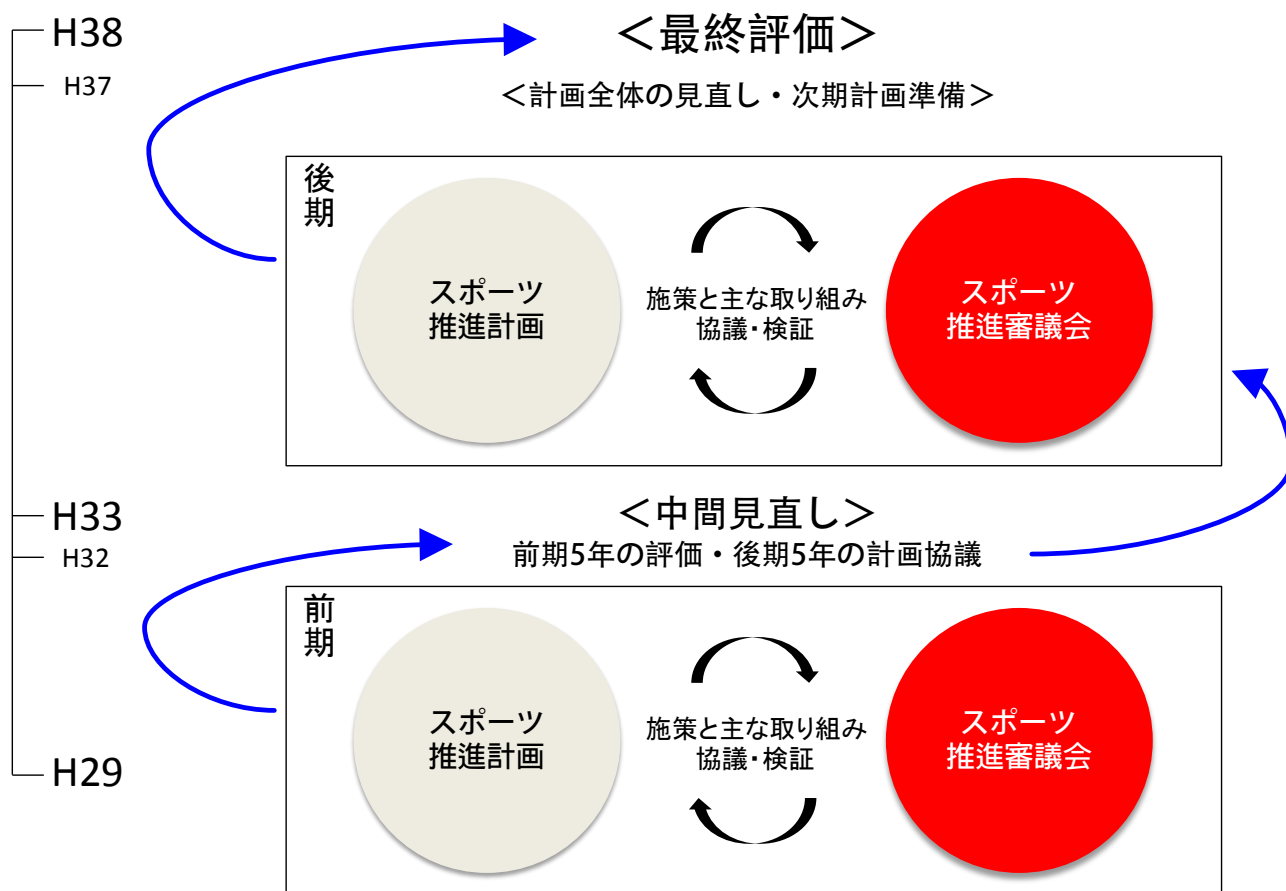 H38
＜最終評価＞
H37
＜計画全体の見直し・次期計画準備＞
後期
スポーツ
推進計画
施策と主な取り組み
協議・検証
スポーツ
推進審議会
H33
＜中間見直し＞
H32
前期5年の評価・後期5年の計画協議
前期
スポーツ
推進計画
施策と主な取り組み
協議・検証
スポーツ
推進審議会
H29